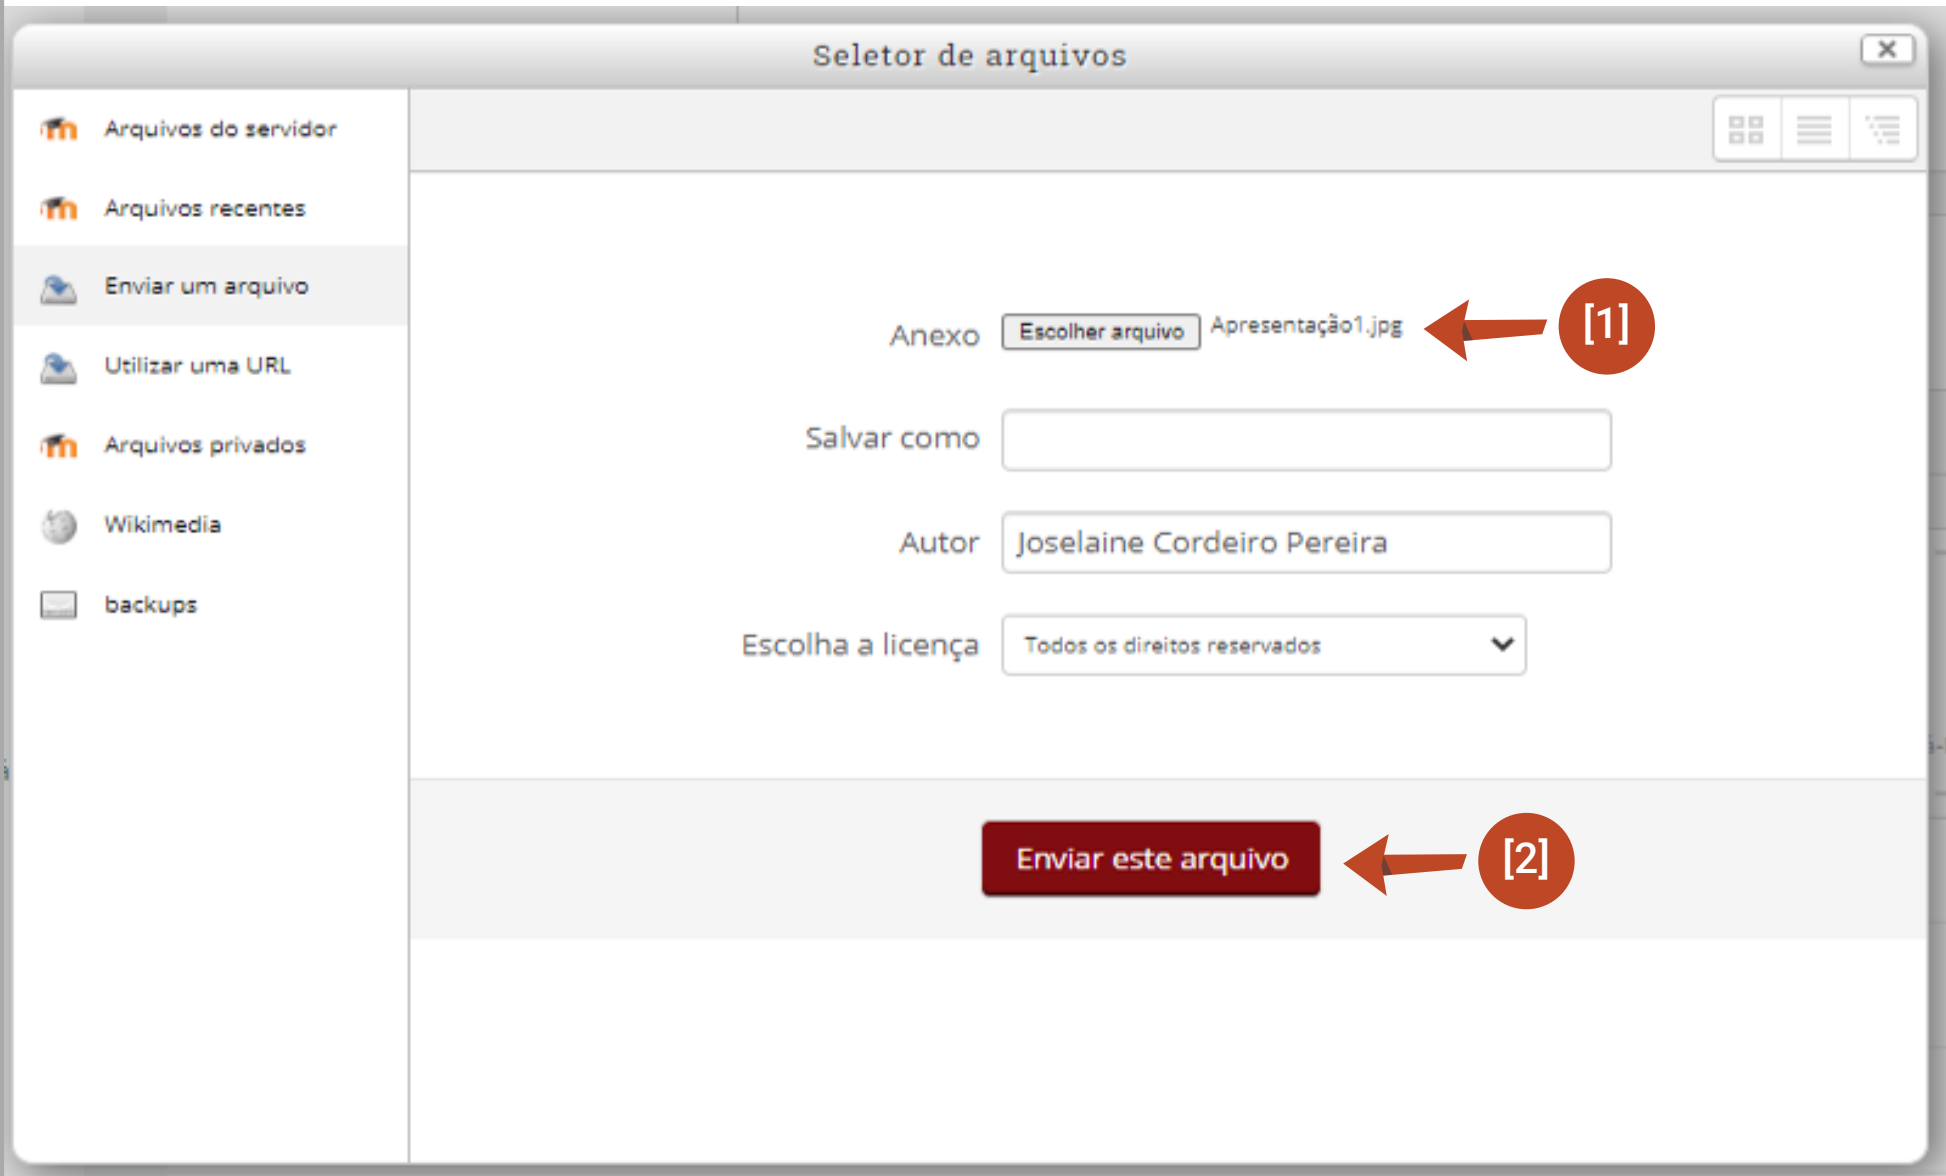 Seletor de arquivos
Arquivos do servidor
Arquivos recentes
Enviar um arquivo
Utilizar uma URL
Arquivos privados
Wikimedia
backups
Anexo Escolher arquivo Apresentação1.jpg [1]
Salvar como
Autor Joselaine Cordeiro Pereira
Escolha a licença Todos os direitos reservados
Enviar este arquivo [2]